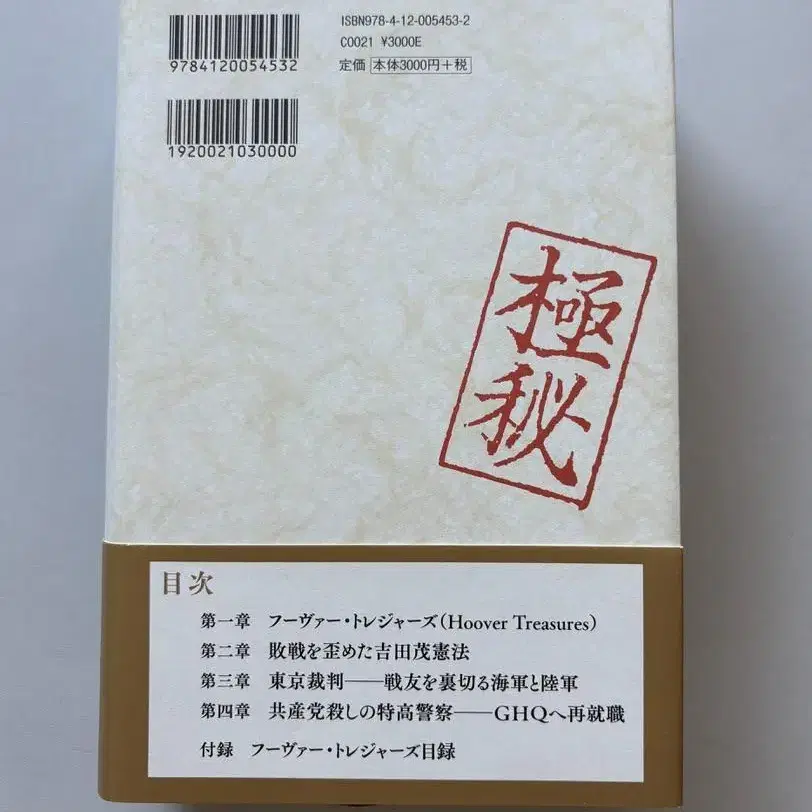 ISBN978-4-12-005453-2
C0021 ¥3000E
定価 本体3000円+税
9784120054532
1920021030000
極秘
目次
第一章 フーヴァー・トレジャーズ(Hoover Treasures)
第二章 敗戦を歪めた吉田茂憲法
第三章 東京裁判――戦友を裏切る海軍と陸軍
第四章 共産党殺しの特高警察――GHQへ再就職
付録 フーヴァー・トレジャーズ目録